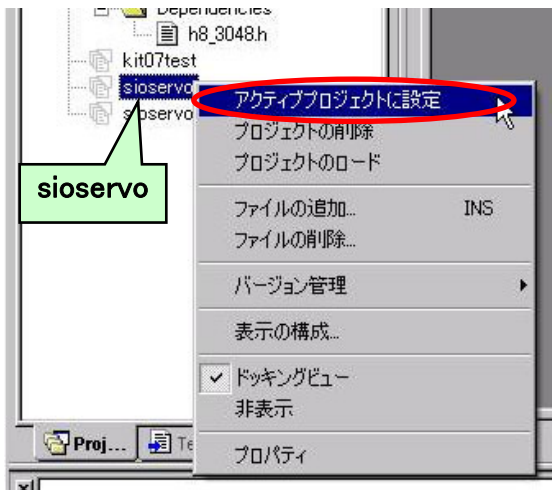 Dependencies
h8_3048.h
kit07test
sioservo
アクティブプロジェクトに設定
プロジェクトの削除
プロジェクトのロード
sioservo
ファイルの追加... INS
ファイルの削除...
バージョン管理
表示の構成...
ドッキングビュー
非表示
プロパティ
Proj...
Te